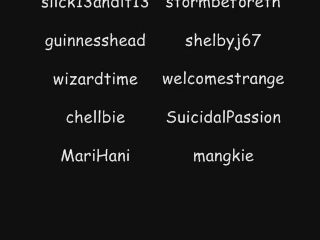 guinnesshead shelbyj67
wizardtime welcomestrange
chellbie SuicidalPassion
MariHani mangkie